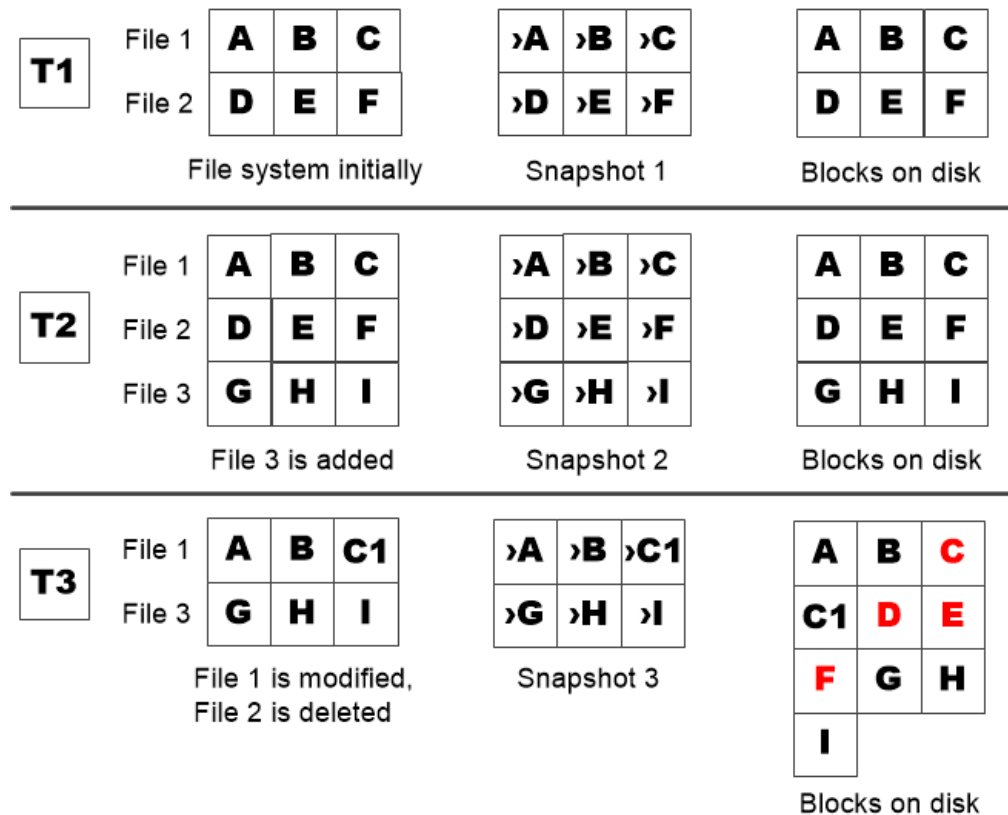 T1
File 1 A B C ›A ›B ›C A B C
File 2 D E F ›D ›E ›F D E F
File system initially Snapshot 1 Blocks on disk
T2
File 1 A B C ›A ›B ›C A B C
File 2 D E F ›D ›E ›F D E F
File 3 G H I ›G ›H ›I G H I
File 3 is added Snapshot 2 Blocks on disk
T3
File 1 A B C1 ›A ›B ›C1 A B C
File 3 G H I ›G ›H ›I C1 D E
File 1 is modified, Snapshot 3 F G H
File 2 is deleted
I
Blocks on disk